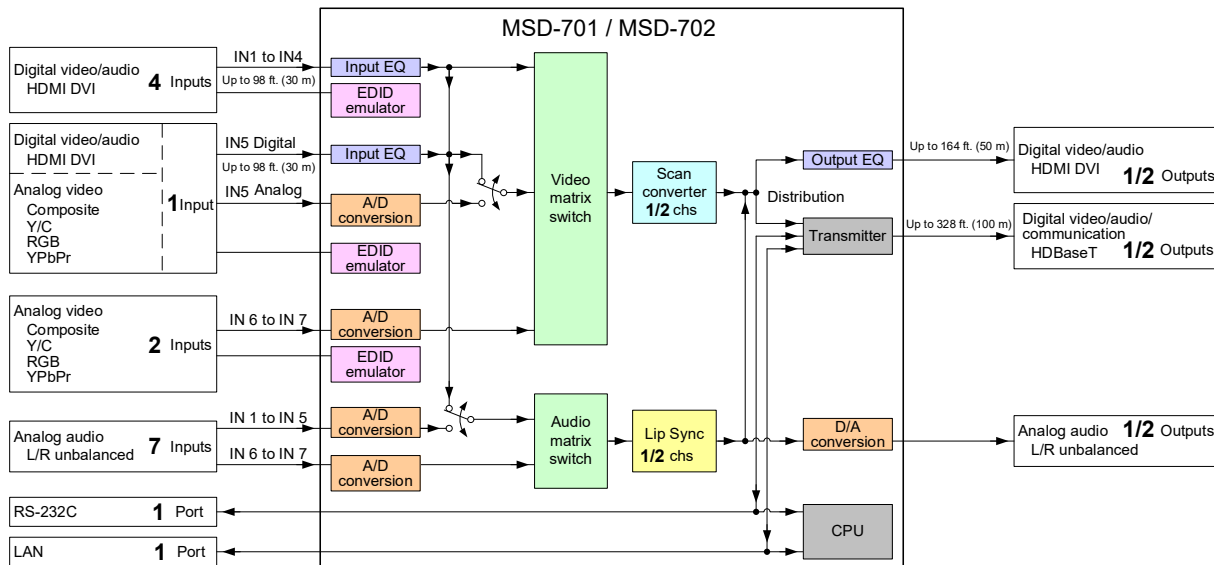 MSD-701 / MSD-702
Digital video/audio
HDMI DVI
4 Inputs
IN1 to IN4
Up to 98 ft. (30 m)
Input EQ
EDID
emulator
Digital video/audio
HDMI DVI
Analog video
Composite
Y/C
RGB
YPbPr
1 Input
IN5 Digital
Up to 98 ft. (30 m)
IN5 Analog
Input EQ
A/D
conversion
EDID
emulator
Analog video
Composite
Y/C
RGB
YPbPr
2 Inputs
IN 6 to IN 7
A/D
conversion
EDID
emulator
Analog audio
L/R unbalanced
7 Inputs
IN 1 to IN 5
IN 6 to IN 7
A/D
conversion
A/D
conversion
RS-232C
1 Port
LAN
1 Port
Video
matrix
switch
Audio
matrix
switch
Scan
converter
1/2 chs
Lip Sync
1/2 chs
Distribution
Output EQ
Transmitter
D/A
conversion
CPU
Up to 164 ft. (50 m)
Digital video/audio
HDMI DVI
1/2 Outputs
Up to 328 ft. (100 m)
Digital video/audio/
communication
HDBaseT
1/2 Outputs
Analog audio
L/R unbalanced
1/2 Outputs